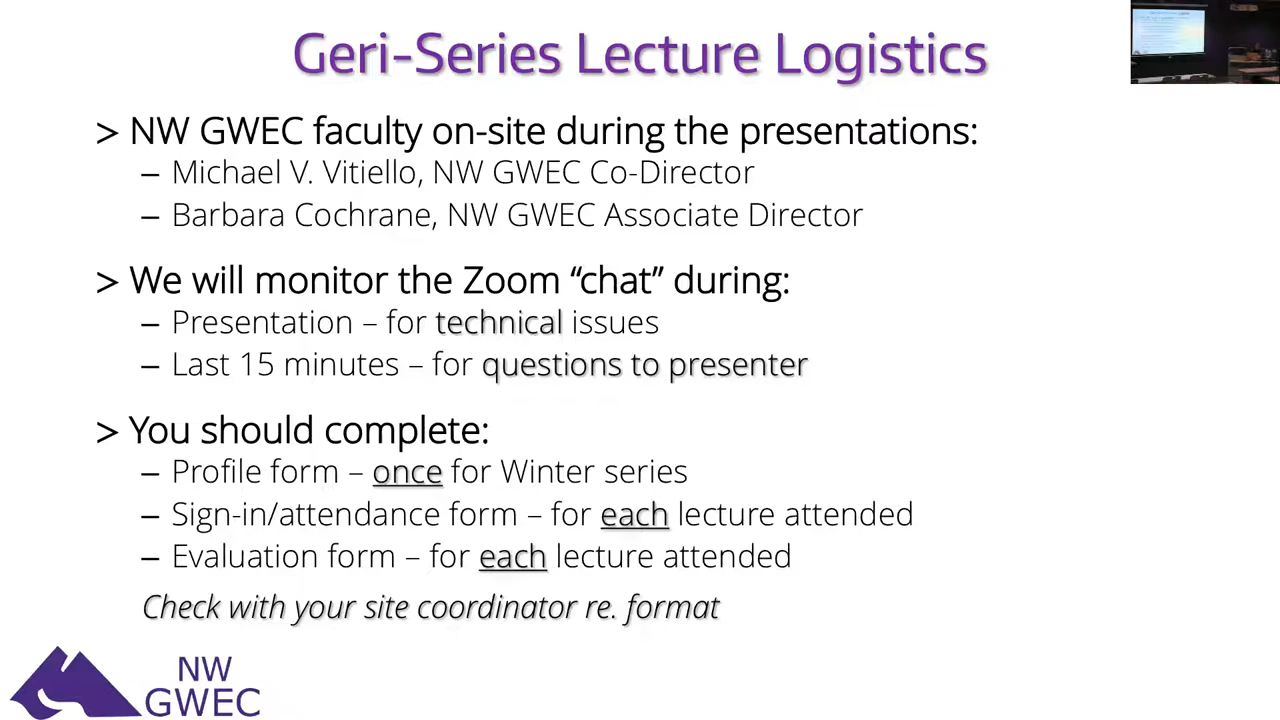 Geri-Series Lecture Logistics
> NW GWEC faculty on-site during the presentations:
– Michael V. Vitiello, NW GWEC Co-Director
– Barbara Cochrane, NW GWEC Associate Director
> We will monitor the Zoom “chat” during:
– Presentation – for technical issues
– Last 15 minutes – for questions to presenter
> You should complete:
– Profile form – once for Winter series
– Sign-in/attendance form – for each lecture attended
– Evaluation form – for each lecture attended
Check with your site coordinator re. format
NW
GWEC